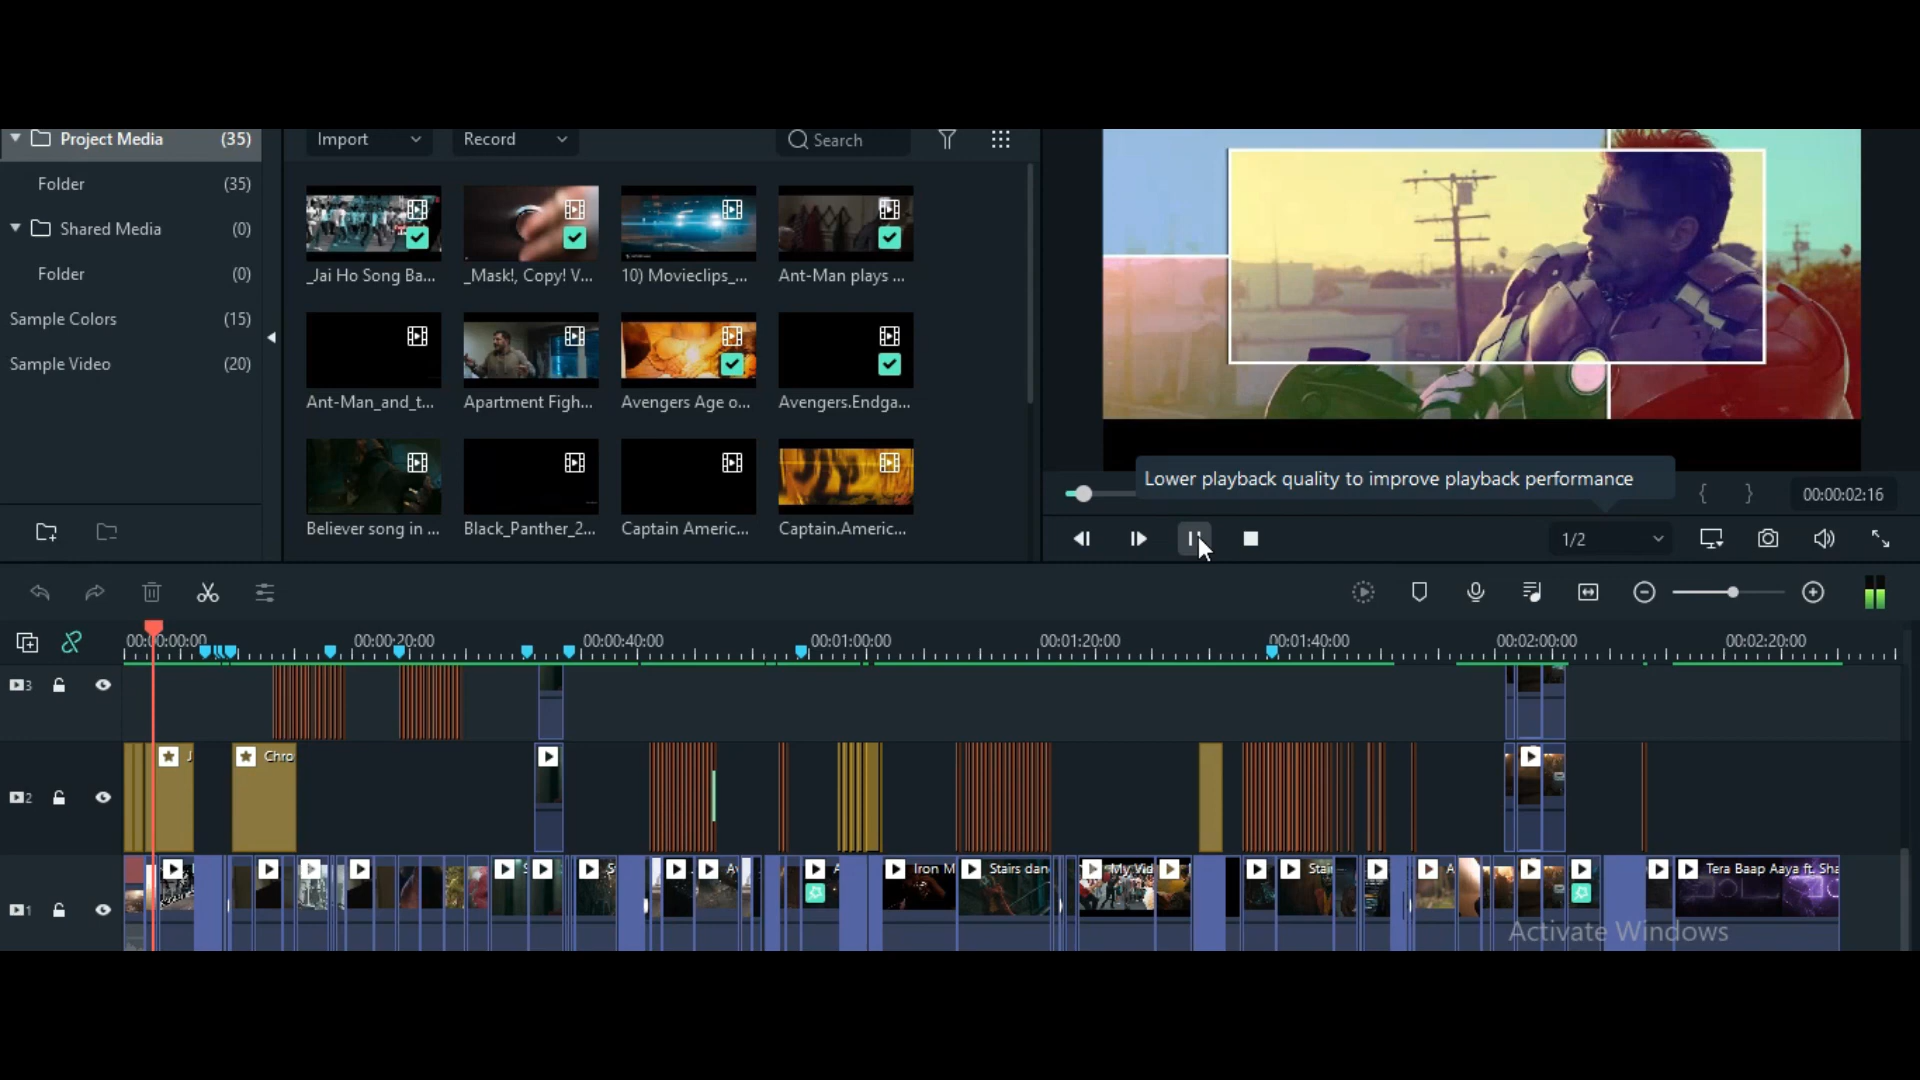 Project Media (35)
Import Record Search
Folder (35)
Shared Media (0)
Folder (0)
Sample Colors (15)
Sample Video (20)
_Jai Ho Song Ba... _Mask!, Copy! V... 10) Movieclips_... Ant-Man plays ...
Ant-Man_and_t... Apartment Figh... Avengers Age o... Avengers.Endga...
Believer song in ... Black_Panther_2... Captain Americ... Captain.Americ...
Lower playback quality to improve playback performance
{ } 00:00:02:16
1/2
00:00:00:00 00:00:20:00 00:00:40:00 00:01:00:00 00:01:20:00 00:01:40:00 00:02:00:00 00:02:20:00
3
2 J Chro
1 S S A A Iron M Stairs dan My Vid Stair A Tera Baap Aaya ft. Sha
Activate Windows